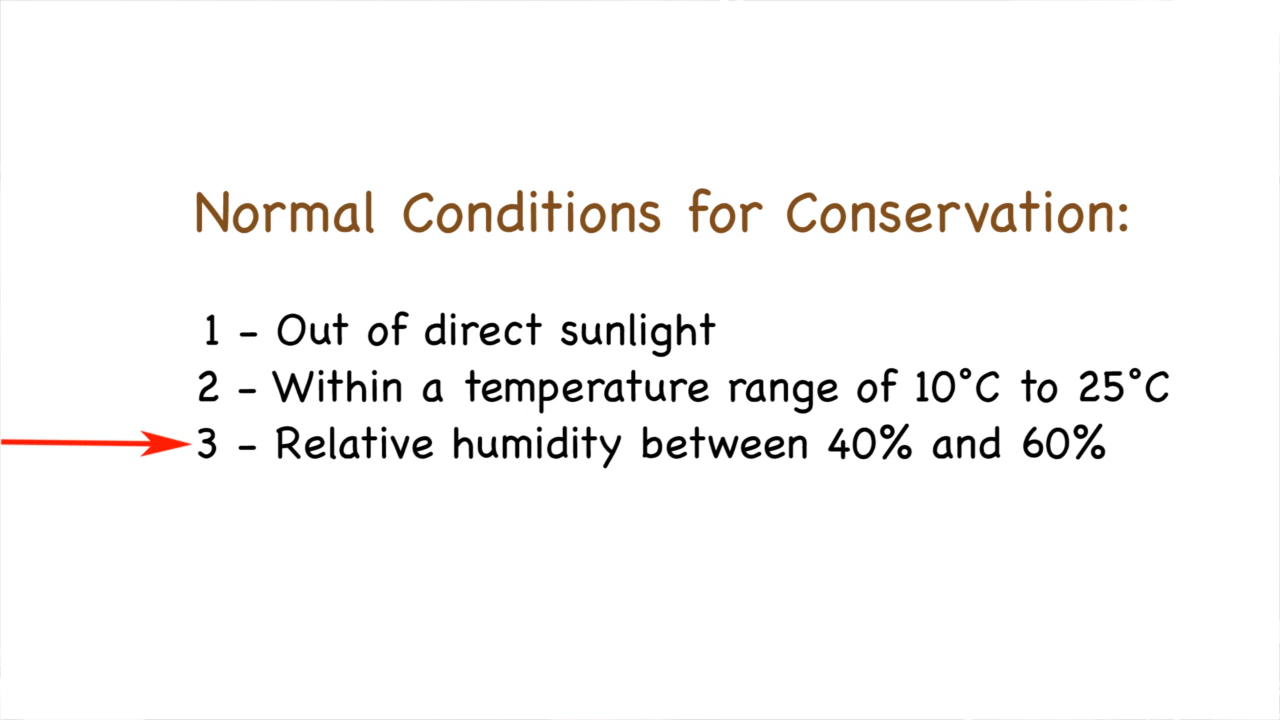 Normal Conditions for Conservation:
1 - Out of direct sunlight
2 - Within a temperature range of 10°C to 25°C
3 - Relative humidity between 40% and 60%